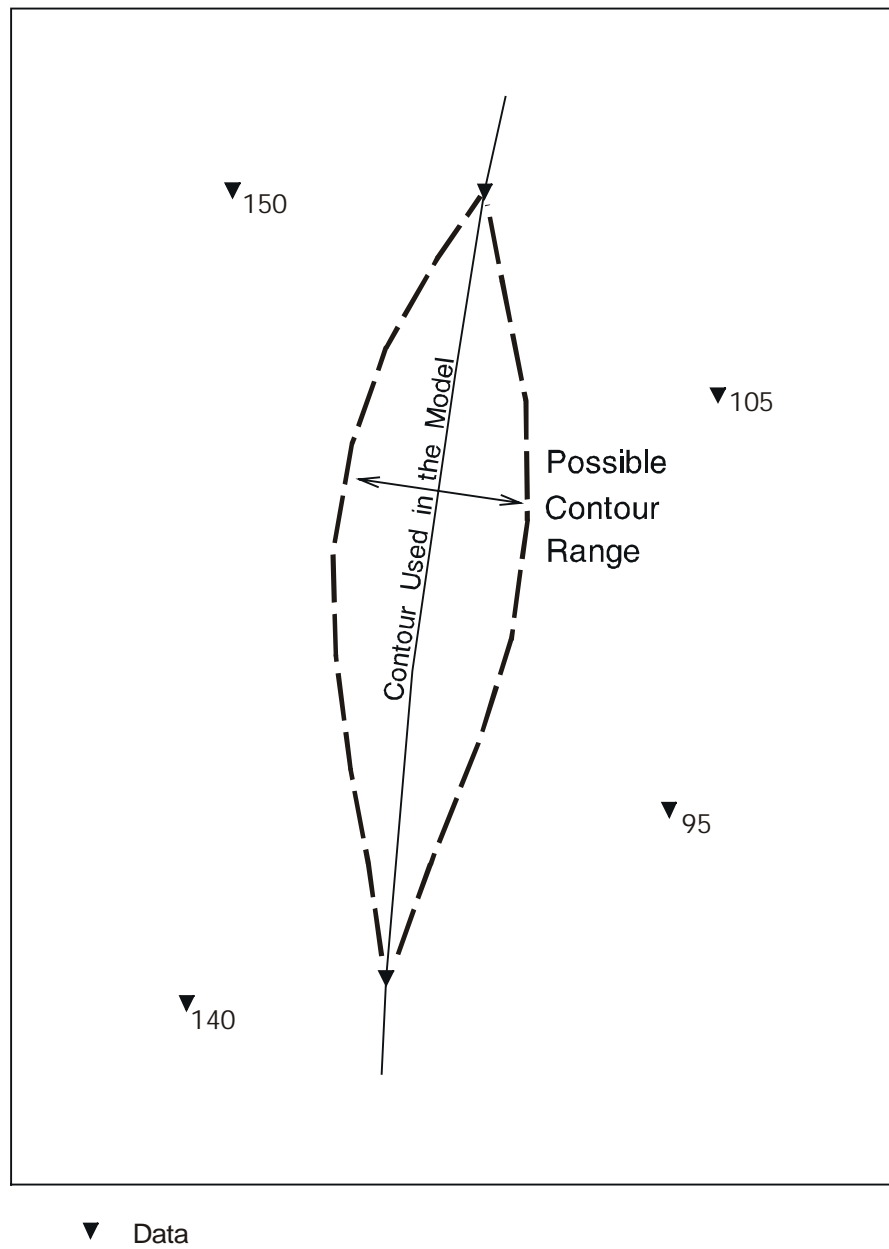 150
105
Contour Used in the Model
Possible
Contour
Range
95
140
Data